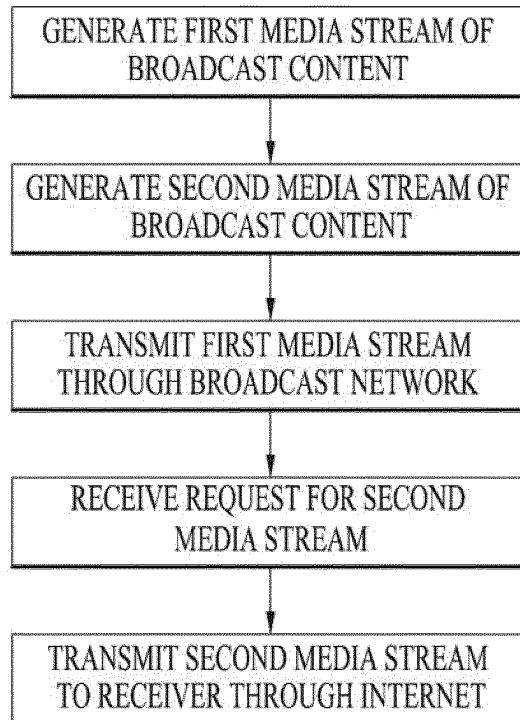 GENERATE FIRST MEDIA STREAM OF
BROADCAST CONTENT
GENERATE SECOND MEDIA STREAM OF
BROADCAST CONTENT
TRANSMIT FIRST MEDIA STREAM
THROUGH BROADCAST NETWORK
RECEIVE REQUEST FOR SECOND
MEDIA STREAM
TRANSMIT SECOND MEDIA STREAM
TO RECEIVER THROUGH INTERNET